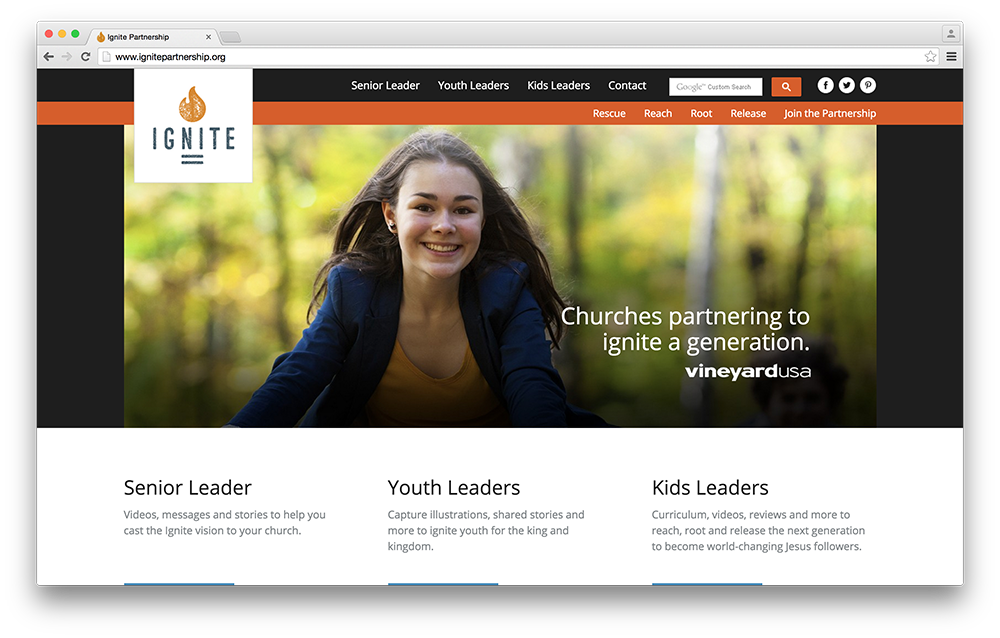 Ignite Partnership
www.ignitepartnership.org
Senior Leader Youth Leaders Kids Leaders Contact Google™ Custom Search
Rescue Reach Root Release Join the Partnership
IGNITE
Churches partnering to
ignite a generation.
vineyardusa
Senior Leader
Videos, messages and stories to help you
cast the Ignite vision to your church.
Youth Leaders
Capture illustrations, shared stories and
more to ignite youth for the king and
kingdom.
Kids Leaders
Curriculum, videos, reviews and more to
reach, root and release the next generation
to become world-changing Jesus followers.